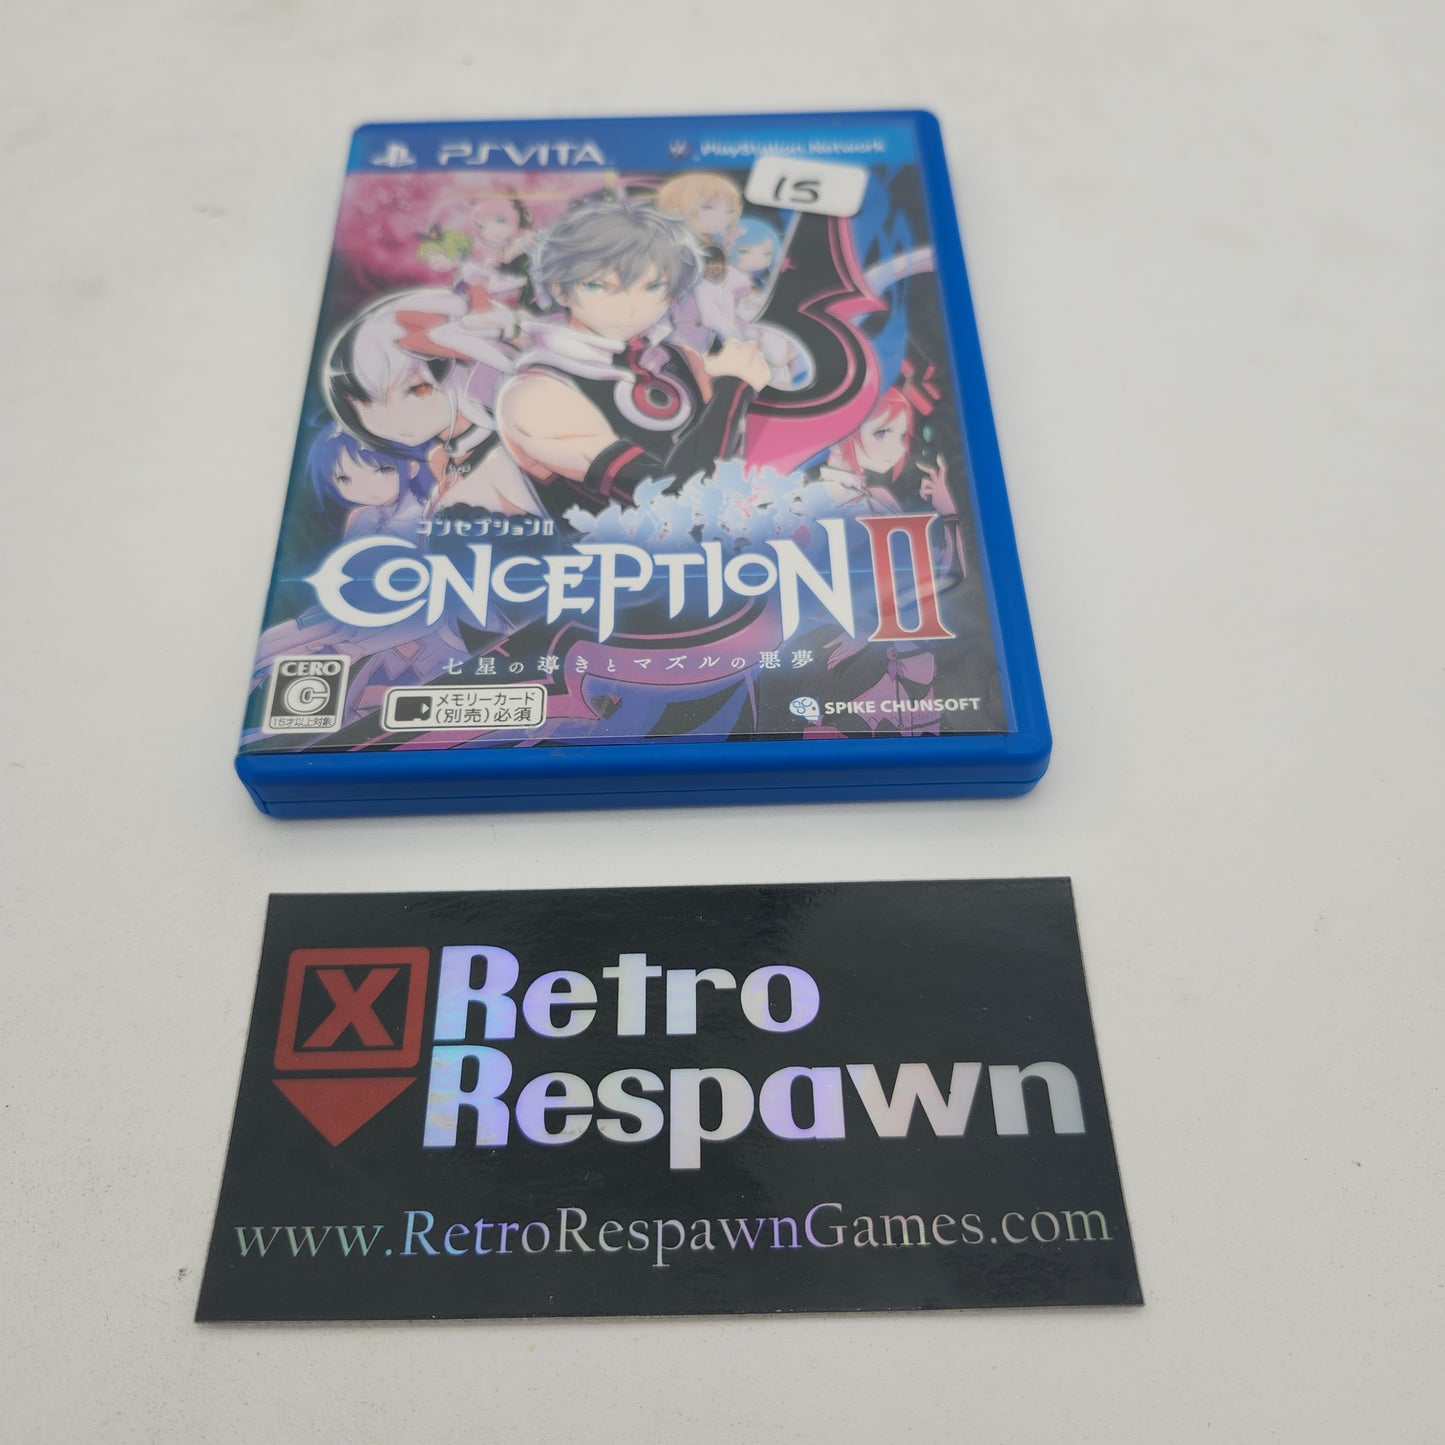 PSVITA
PlayStation Network
15
コンセプションII
CONCEPTION II
七星の導きとマズルの悪夢
CERO
C
15才以上対象
メモリーカード
(別売)必須
SC
SPIKE CHUNSOFT
X
Retro
Respawn
www.RetroRespawnGames.com